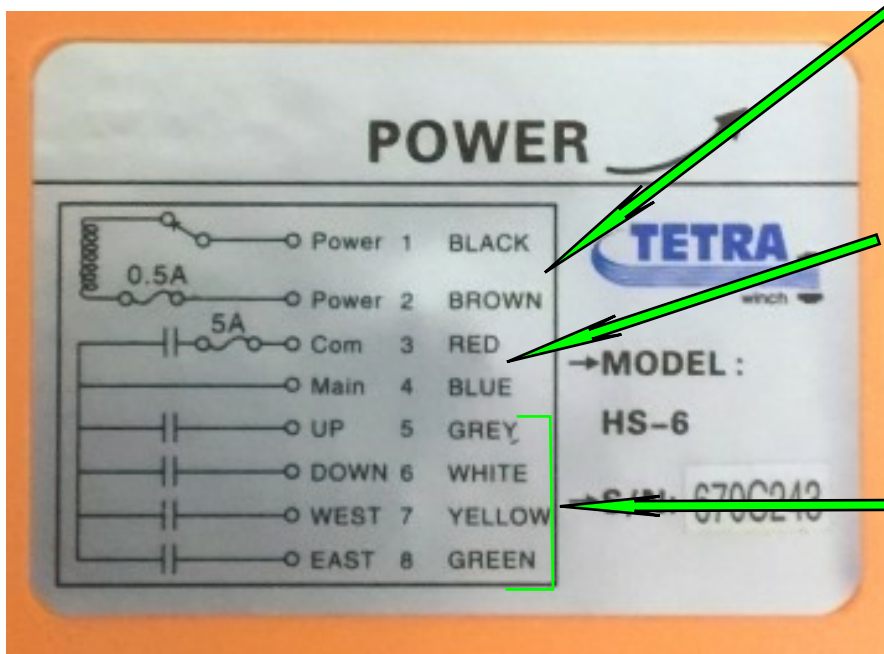 POWER
Power 1 BLACK
0.5A
Power 2 BROWN
5A
Com 3 RED
Main 4 BLUE
UP 5 GREY
DOWN 6 WHITE
WEST 7 YELLOW
EAST 8 GREEN
TETRA
winch
→MODEL :
HS-6
→S/N: 670C243